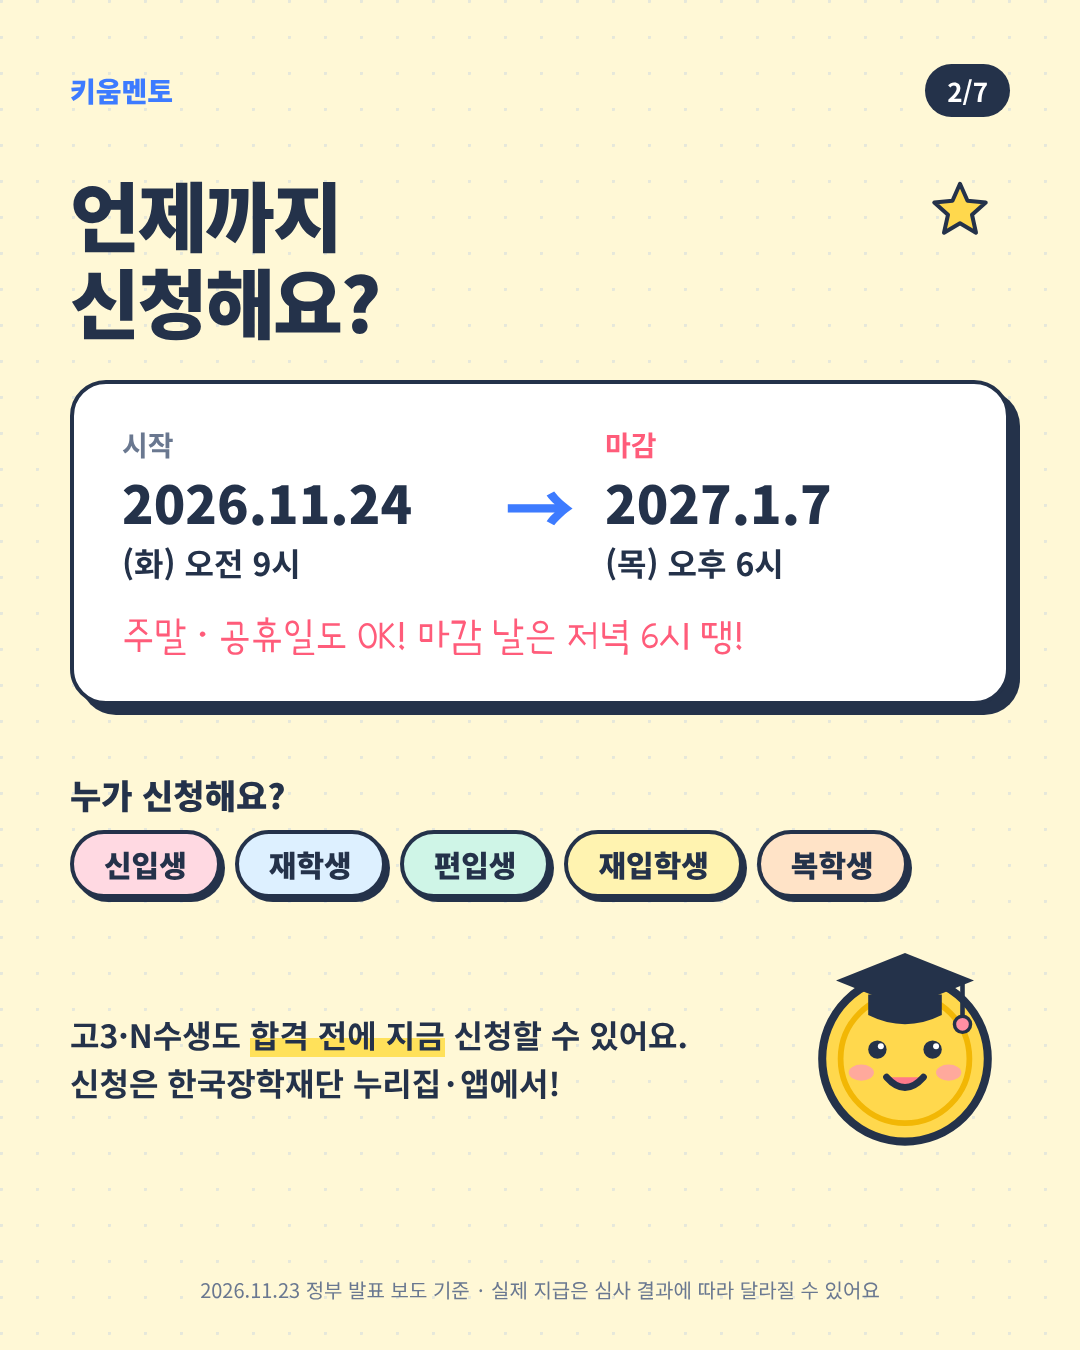 키움멘토
2/7
언제까지
신청해요?
시작
2026.11.24
(화) 오전 9시
→
마감
2027.1.7
(목) 오후 6시
주말 · 공휴일도 OK! 마감 날은 저녁 6시 땡!
누가 신청해요?
신입생
재학생
편입생
재입학생
복학생
고3·N수생도 합격 전에 지금 신청할 수 있어요.
신청은 한국장학재단 누리집·앱에서!
2026.11.23 정부 발표 보도 기준 · 실제 지급은 심사 결과에 따라 달라질 수 있어요